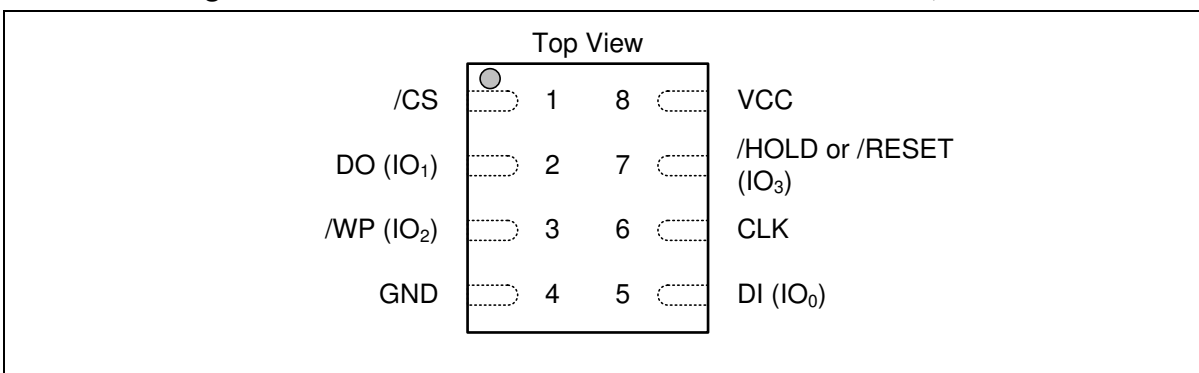 Top View
/CS 1 8 VCC
DO (IO₁) 2 7 /HOLD or /RESET
(IO₃)
/WP (IO₂) 3 6 CLK
GND 4 5 DI (IO₀)